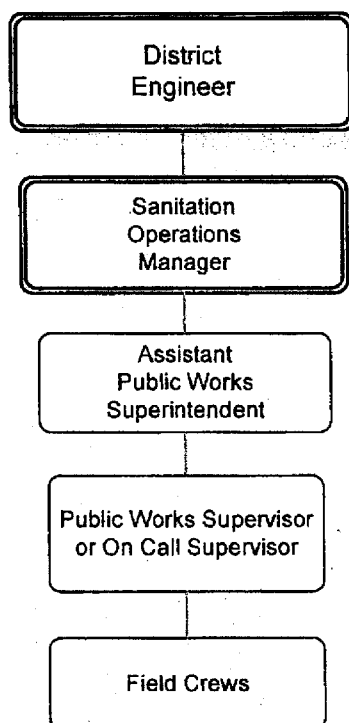 District
Engineer
Sanitation
Operations
Manager
Assistant
Public Works
Superintendent
Public Works Supervisor
or On Call Supervisor
Field Crews